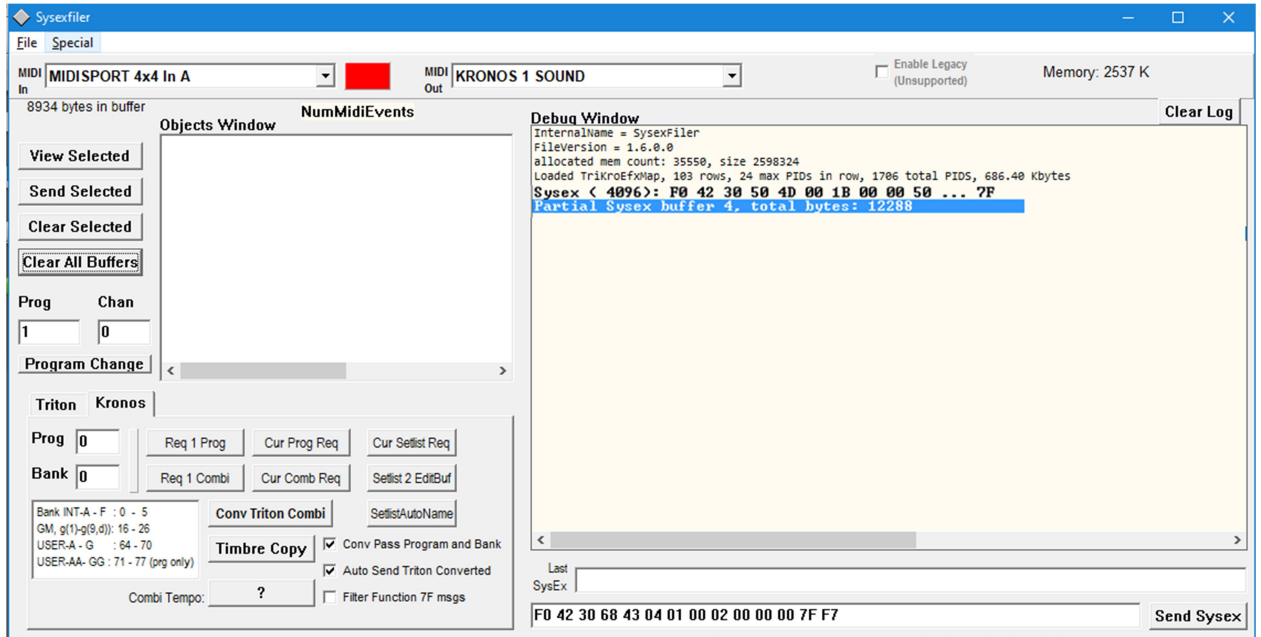 Sysexfiler
File Special
MIDI In MIDISPORT 4x4 In A MIDI Out KRONOS 1 SOUND Enable Legacy (Unsupported) Memory: 2537 K
8934 bytes in buffer
NumMidiEvents
Objects Window
Debug Window
Clear Log
InternalName = SysexFiler
FileVersion = 1.6.0.0
allocated mem count: 35550, size 2598324
Loaded TriKroEfxMap, 103 rows, 24 max PIDs in row, 1706 total PIDS, 686.40 Kbytes
Sysex ( 4096): F0 42 30 50 4D 00 1B 00 00 50 ... 7F
Partial Sysex buffer 4, total bytes: 12288
View Selected
Send Selected
Clear Selected
Clear All Buffers
Prog Chan
1 0
Program Change
Triton Kronos
Prog 0 Req 1 Prog Cur Prog Req Cur Setlist Req
Bank 0 Req 1 Combi Cur Comb Req Setlist 2 EditBuf
Bank INT-A - F : 0 - 5
GM, g(1)-g(9,d)): 16 - 26
USER-A - G : 64 - 70
USER-AA- GG : 71 - 77 (prg only)
Conv Triton Combi SetlistAutoName
Timbre Copy Conv Pass Program and Bank
Auto Send Triton Converted
Combi Tempo: ? Filter Function 7F msgs
Last SysEx
F0 42 30 68 43 04 01 00 02 00 00 00 7F F7 Send Sysex